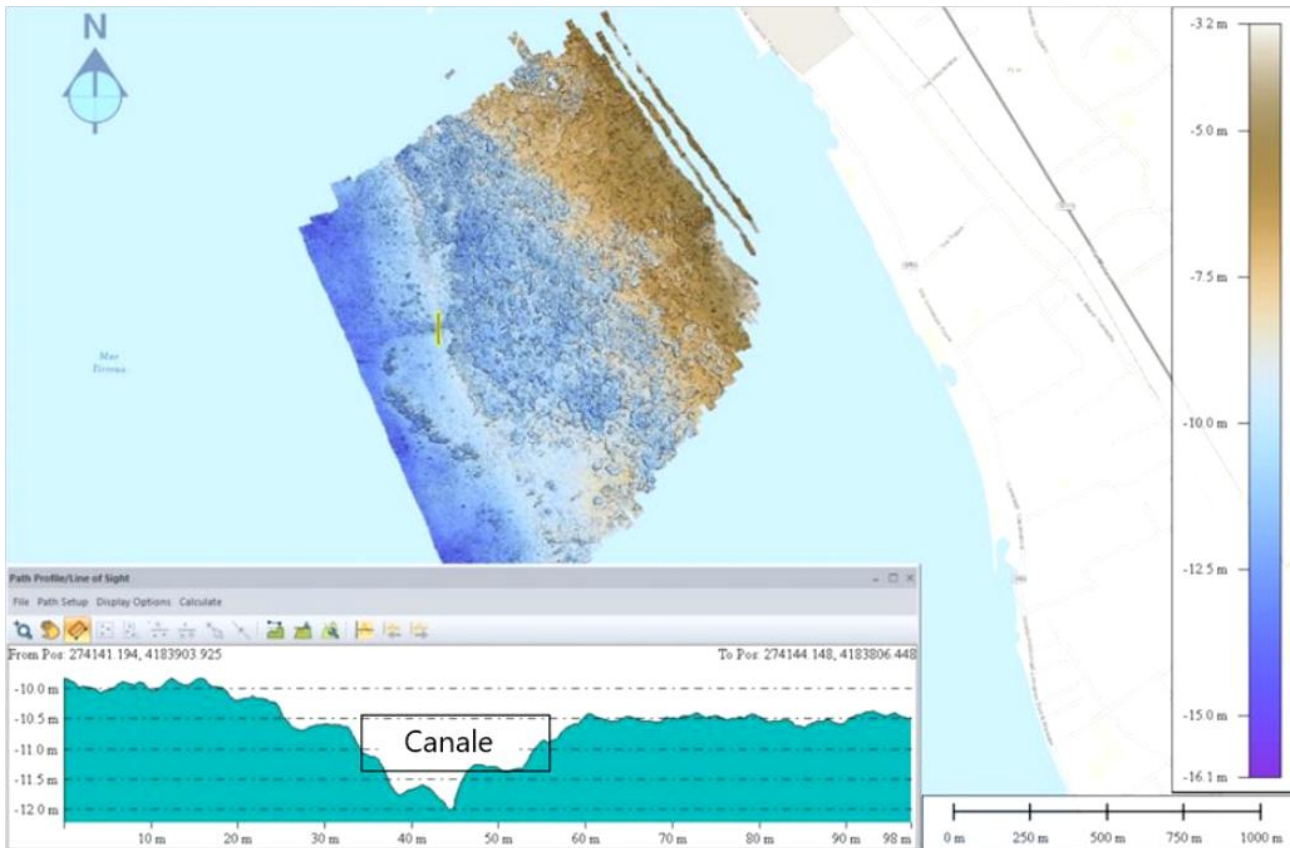 N
Mar
Tirreno
-3.2 m
-5.0 m
-7.5 m
-10.0 m
-12.5 m
-15.0 m
-16.1 m
Path Profile/Line of Sight
File Path Setup Display Options Calculate
From Pos: 274141.194, 4183903.925 To Pos: 274144.148, 4183806.448
-10.0 m
-10.5 m
-11.0 m
-11.5 m
-12.0 m
Canale
10 m 20 m 30 m 40 m 50 m 60 m 70 m 80 m 90 m 98 m
0 m 250 m 500 m 750 m 1000 m